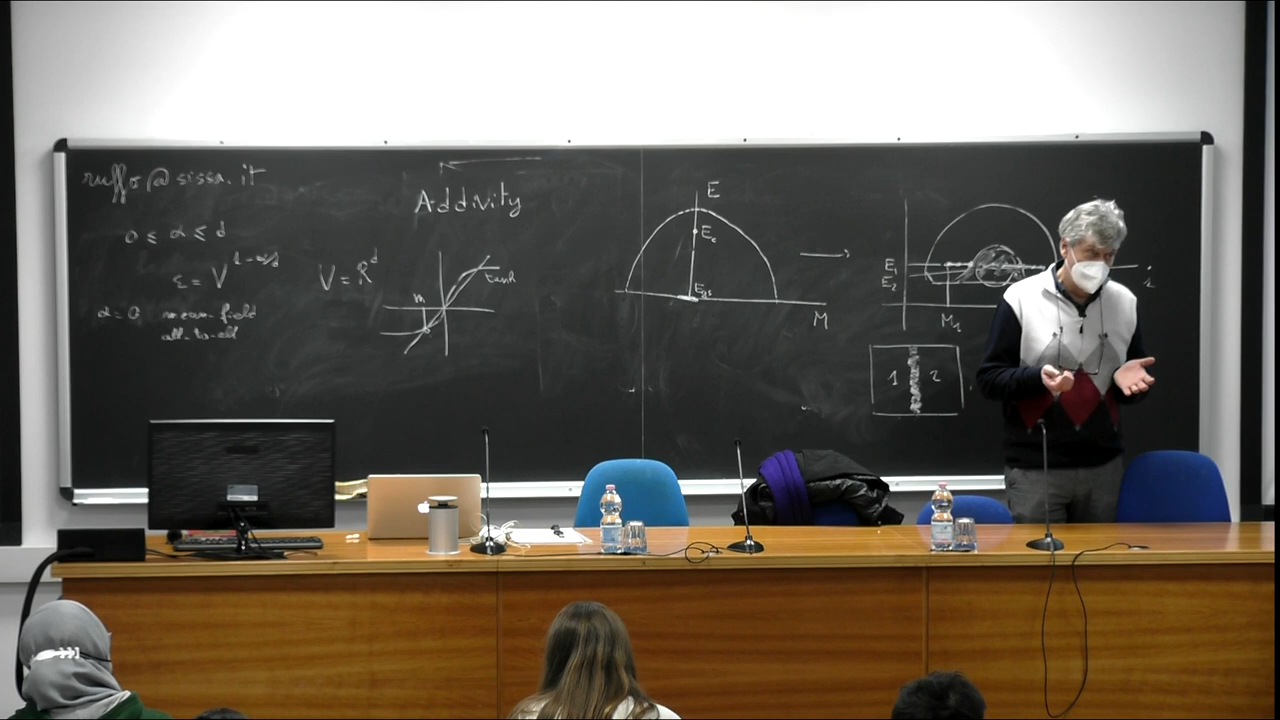 ruffo@sissa.it
Addivity
0 ≤ α ≤ d
ε = V^{1-α/d}
V = R^d
α = 0 mean-field
all-to-all
m
tanh
E
E_c
E_gs
M
E_1
E_2
M_1
1 2